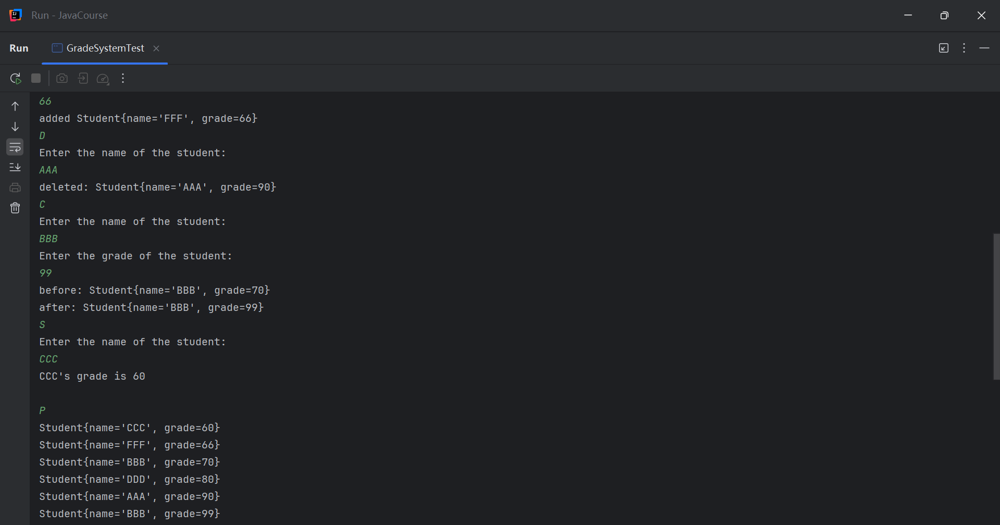 Run - JavaCourse
Run GradeSystemTest
66
added Student{name='FFF', grade=66}
D
Enter the name of the student:
AAA
deleted: Student{name='AAA', grade=90}
C
Enter the name of the student:
BBB
Enter the grade of the student:
99
before: Student{name='BBB', grade=70}
after: Student{name='BBB', grade=99}
S
Enter the name of the student:
CCC
CCC's grade is 60
P
Student{name='CCC', grade=60}
Student{name='FFF', grade=66}
Student{name='BBB', grade=70}
Student{name='DDD', grade=80}
Student{name='AAA', grade=90}
Student{name='BBB', grade=99}